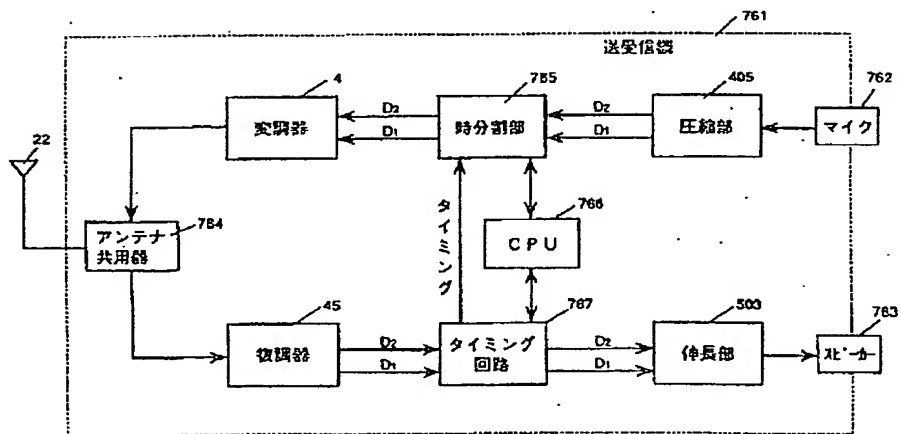 761
送受信機
4
765
405
762
変調器
D2
D1
時分割部
D2
D1
圧縮部
マイク
22
764
アンテナ
共用器
タイミング
766
CPU
45
767
503
763
復調器
D2
D1
タイミング
回路
D2
D1
伸長部
スピーカー